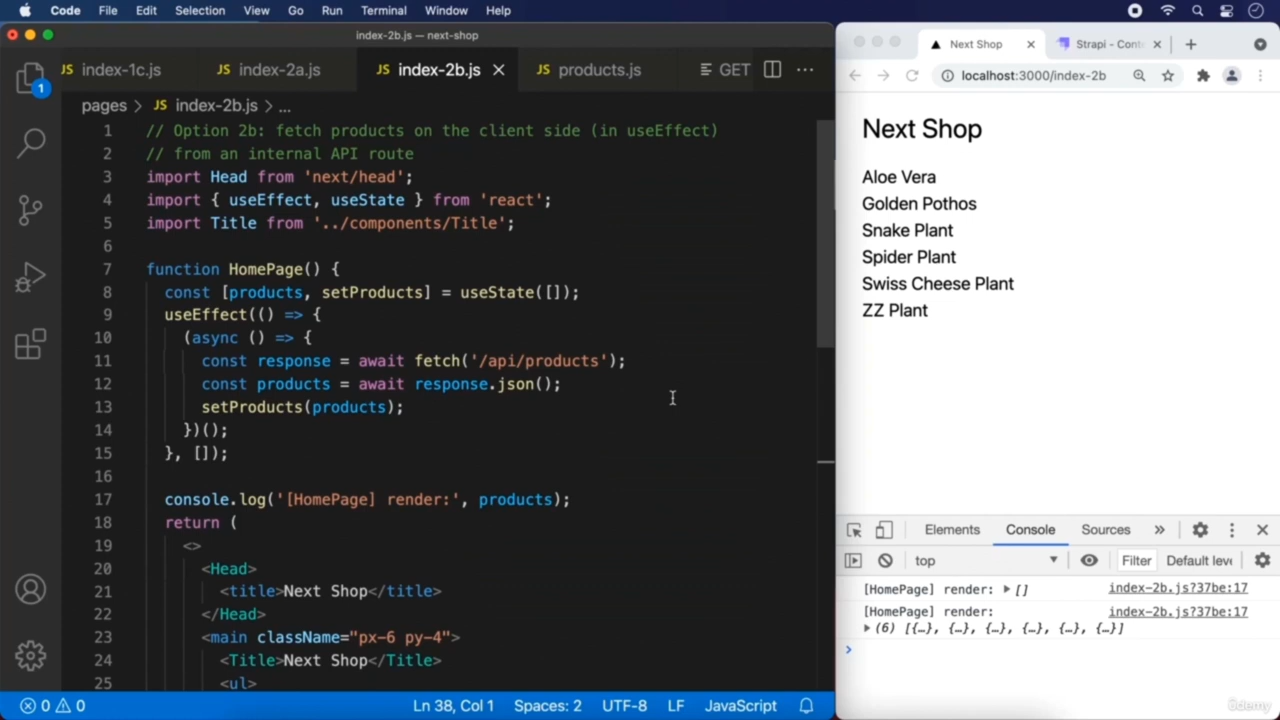 Code File Edit Selection View Go Run Terminal Window Help
index-2b.js — next-shop
JS index-1c.js JS index-2a.js JS index-2b.js JS products.js GET
pages > JS index-2b.js > ...
1 // Option 2b: fetch products on the client side (in useEffect)
2 // from an internal API route
3 import Head from 'next/head';
4 import { useEffect, useState } from 'react';
5 import Title from '../components/Title';
6
7 function HomePage() {
8 const [products, setProducts] = useState([]);
9 useEffect(() => {
10 (async () => {
11 const response = await fetch('/api/products');
12 const products = await response.json();
13 setProducts(products);
14 })();
15 }, []);
16
17 console.log('[HomePage] render:', products);
18 return (
19 <>
20 <Head>
21 <title>Next Shop</title>
22 </Head>
23 <main className="px-6 py-4">
24 <Title>Next Shop</Title>
25 <ul>
1
0 0 Ln 38, Col 1 Spaces: 2 UTF-8 LF JavaScript
Next Shop Strapi - Cont
localhost:3000/index-2b
Next Shop
Aloe Vera
Golden Pothos
Snake Plant
Spider Plant
Swiss Cheese Plant
ZZ Plant
Elements Console Sources »
top Filter Default leve
[HomePage] render: ▶ [] index-2b.js?37be:17
[HomePage] render: index-2b.js?37be:17
▶ (6) [{…}, {…}, {…}, {…}, {…}, {…}]
>
ûdemy